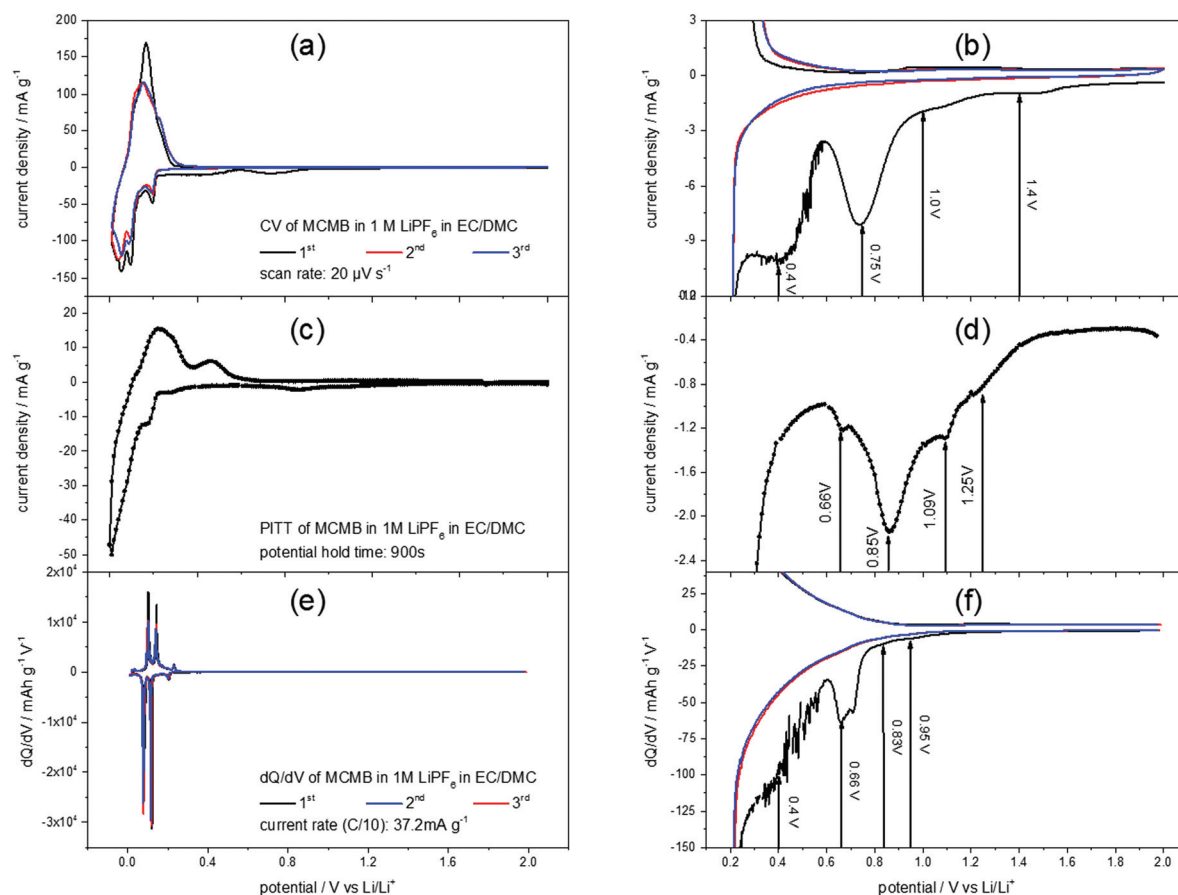 (a)
200
150
100
50
0
-50
-100
-150
current density / mA g⁻¹
CV of MCMB in 1 M LiPF₆ in EC/DMC
1ˢᵗ 2ⁿᵈ 3ʳᵈ
scan rate: 20 µV s⁻¹
(b)
3
0
-3
-6
-9
current density / mA g⁻¹
0.4 V
0.75 V
1.0 V
1.4 V
(c)
20
10
0
-10
-20
-30
-40
-50
current density / mA g⁻¹
PITT of MCMB in 1M LiPF₆ in EC/DMC
potential hold time: 900s
(d)
-0.4
-0.8
-1.2
-1.6
-2.0
-2.4
current density / mA g⁻¹
0.66V
0.85V
1.09V
1.25V
(e)
2x10⁴
1x10⁴
0
-1x10⁴
-2x10⁴
-3x10⁴
dQ/dV / mAh g⁻¹ V⁻¹
dQ/dV of MCMB in 1M LiPF₆ in EC/DMC
1ˢᵗ 2ⁿᵈ 3ʳᵈ
current rate (C/10): 37.2mA g⁻¹
0.0 0.4 0.8 1.2 1.6 2.0
potential / V vs Li/Li⁺
(f)
25
0
-25
-50
-75
-100
-125
-150
dQ/dV / mAh g⁻¹ V⁻¹
0.4 V
0.66 V
0.83V
0.95 V
0.2 0.4 0.6 0.8 1.0 1.2 1.4 1.6 1.8 2.0
potential / V vs Li/Li⁺